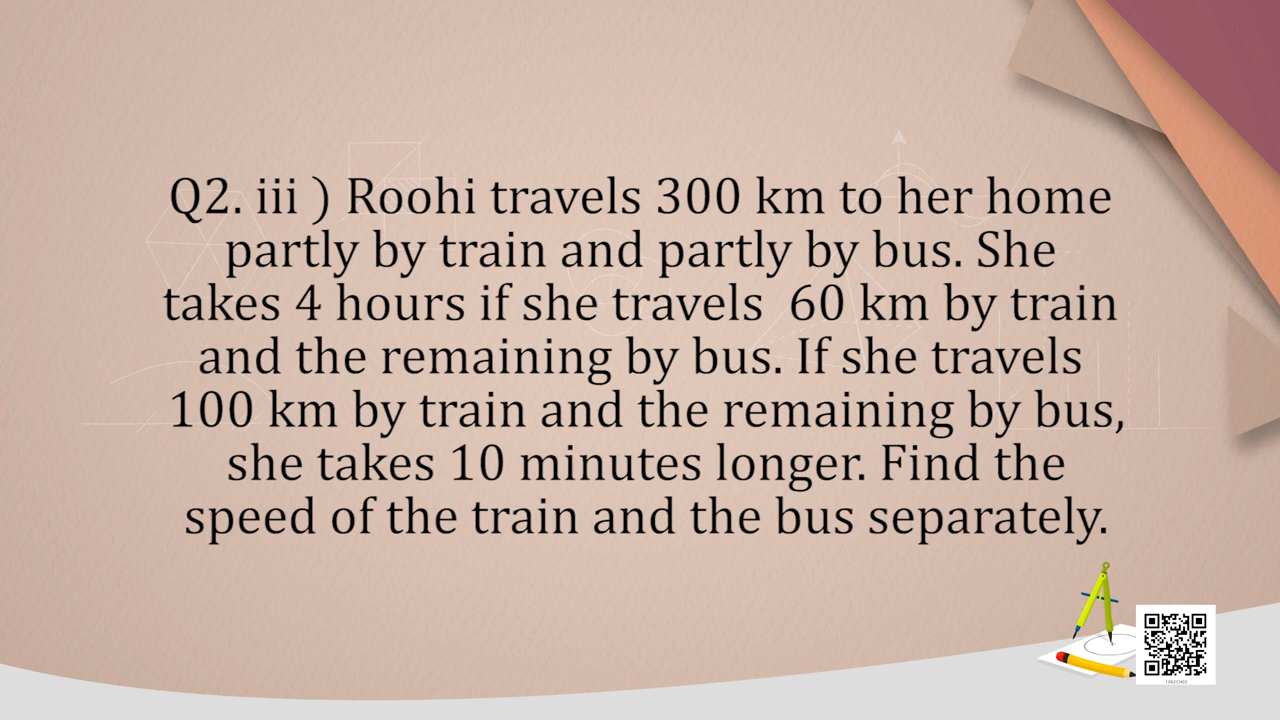 Q2. iii ) Roohi travels 300 km to her home
partly by train and partly by bus. She
takes 4 hours if she travels  60 km by train
and the remaining by bus. If she travels
100 km by train and the remaining by bus,
she takes 10 minutes longer. Find the
speed of the train and the bus separately.